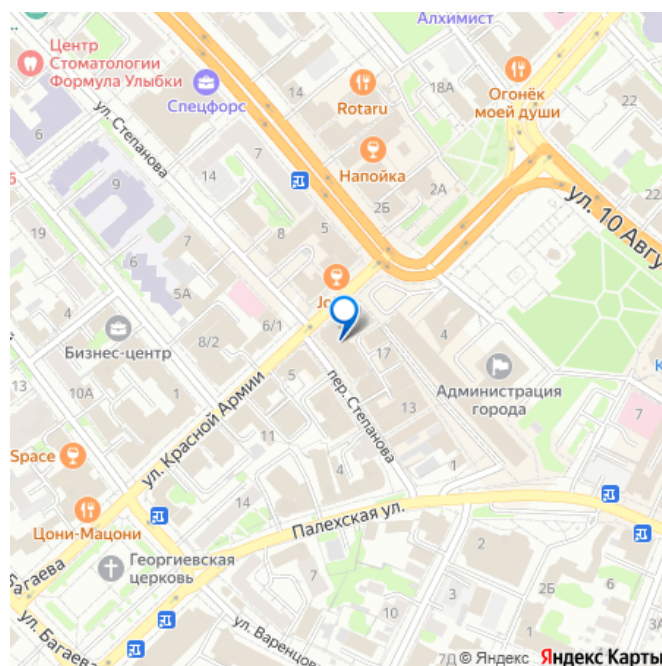 Алхимист
Центр
Стоматологии
Формула Улыбки
Спецфорс
Rotaru
18А
Огонёк
моей души
22
ул. Степанова
14
6
7
Напойка
22
9
14
2А
2Б
ул. 10 Авгу
19
7
8
5
4
5А
Jo
6/1
4
Бизнес-центр
8/2
17
Администрация
города
К
13
10А
1
5
пер. Степанова
13
7
ул. Красной Армии
11
Space
4
1
14
Цони-Мацони
Палехская ул.
Багаева
Георгиевская
церковь
2
1
7
2Б
6
3
ул. Багаева
10
ул. Варенцово
7Д
© Яндекс
Яндекс Карты